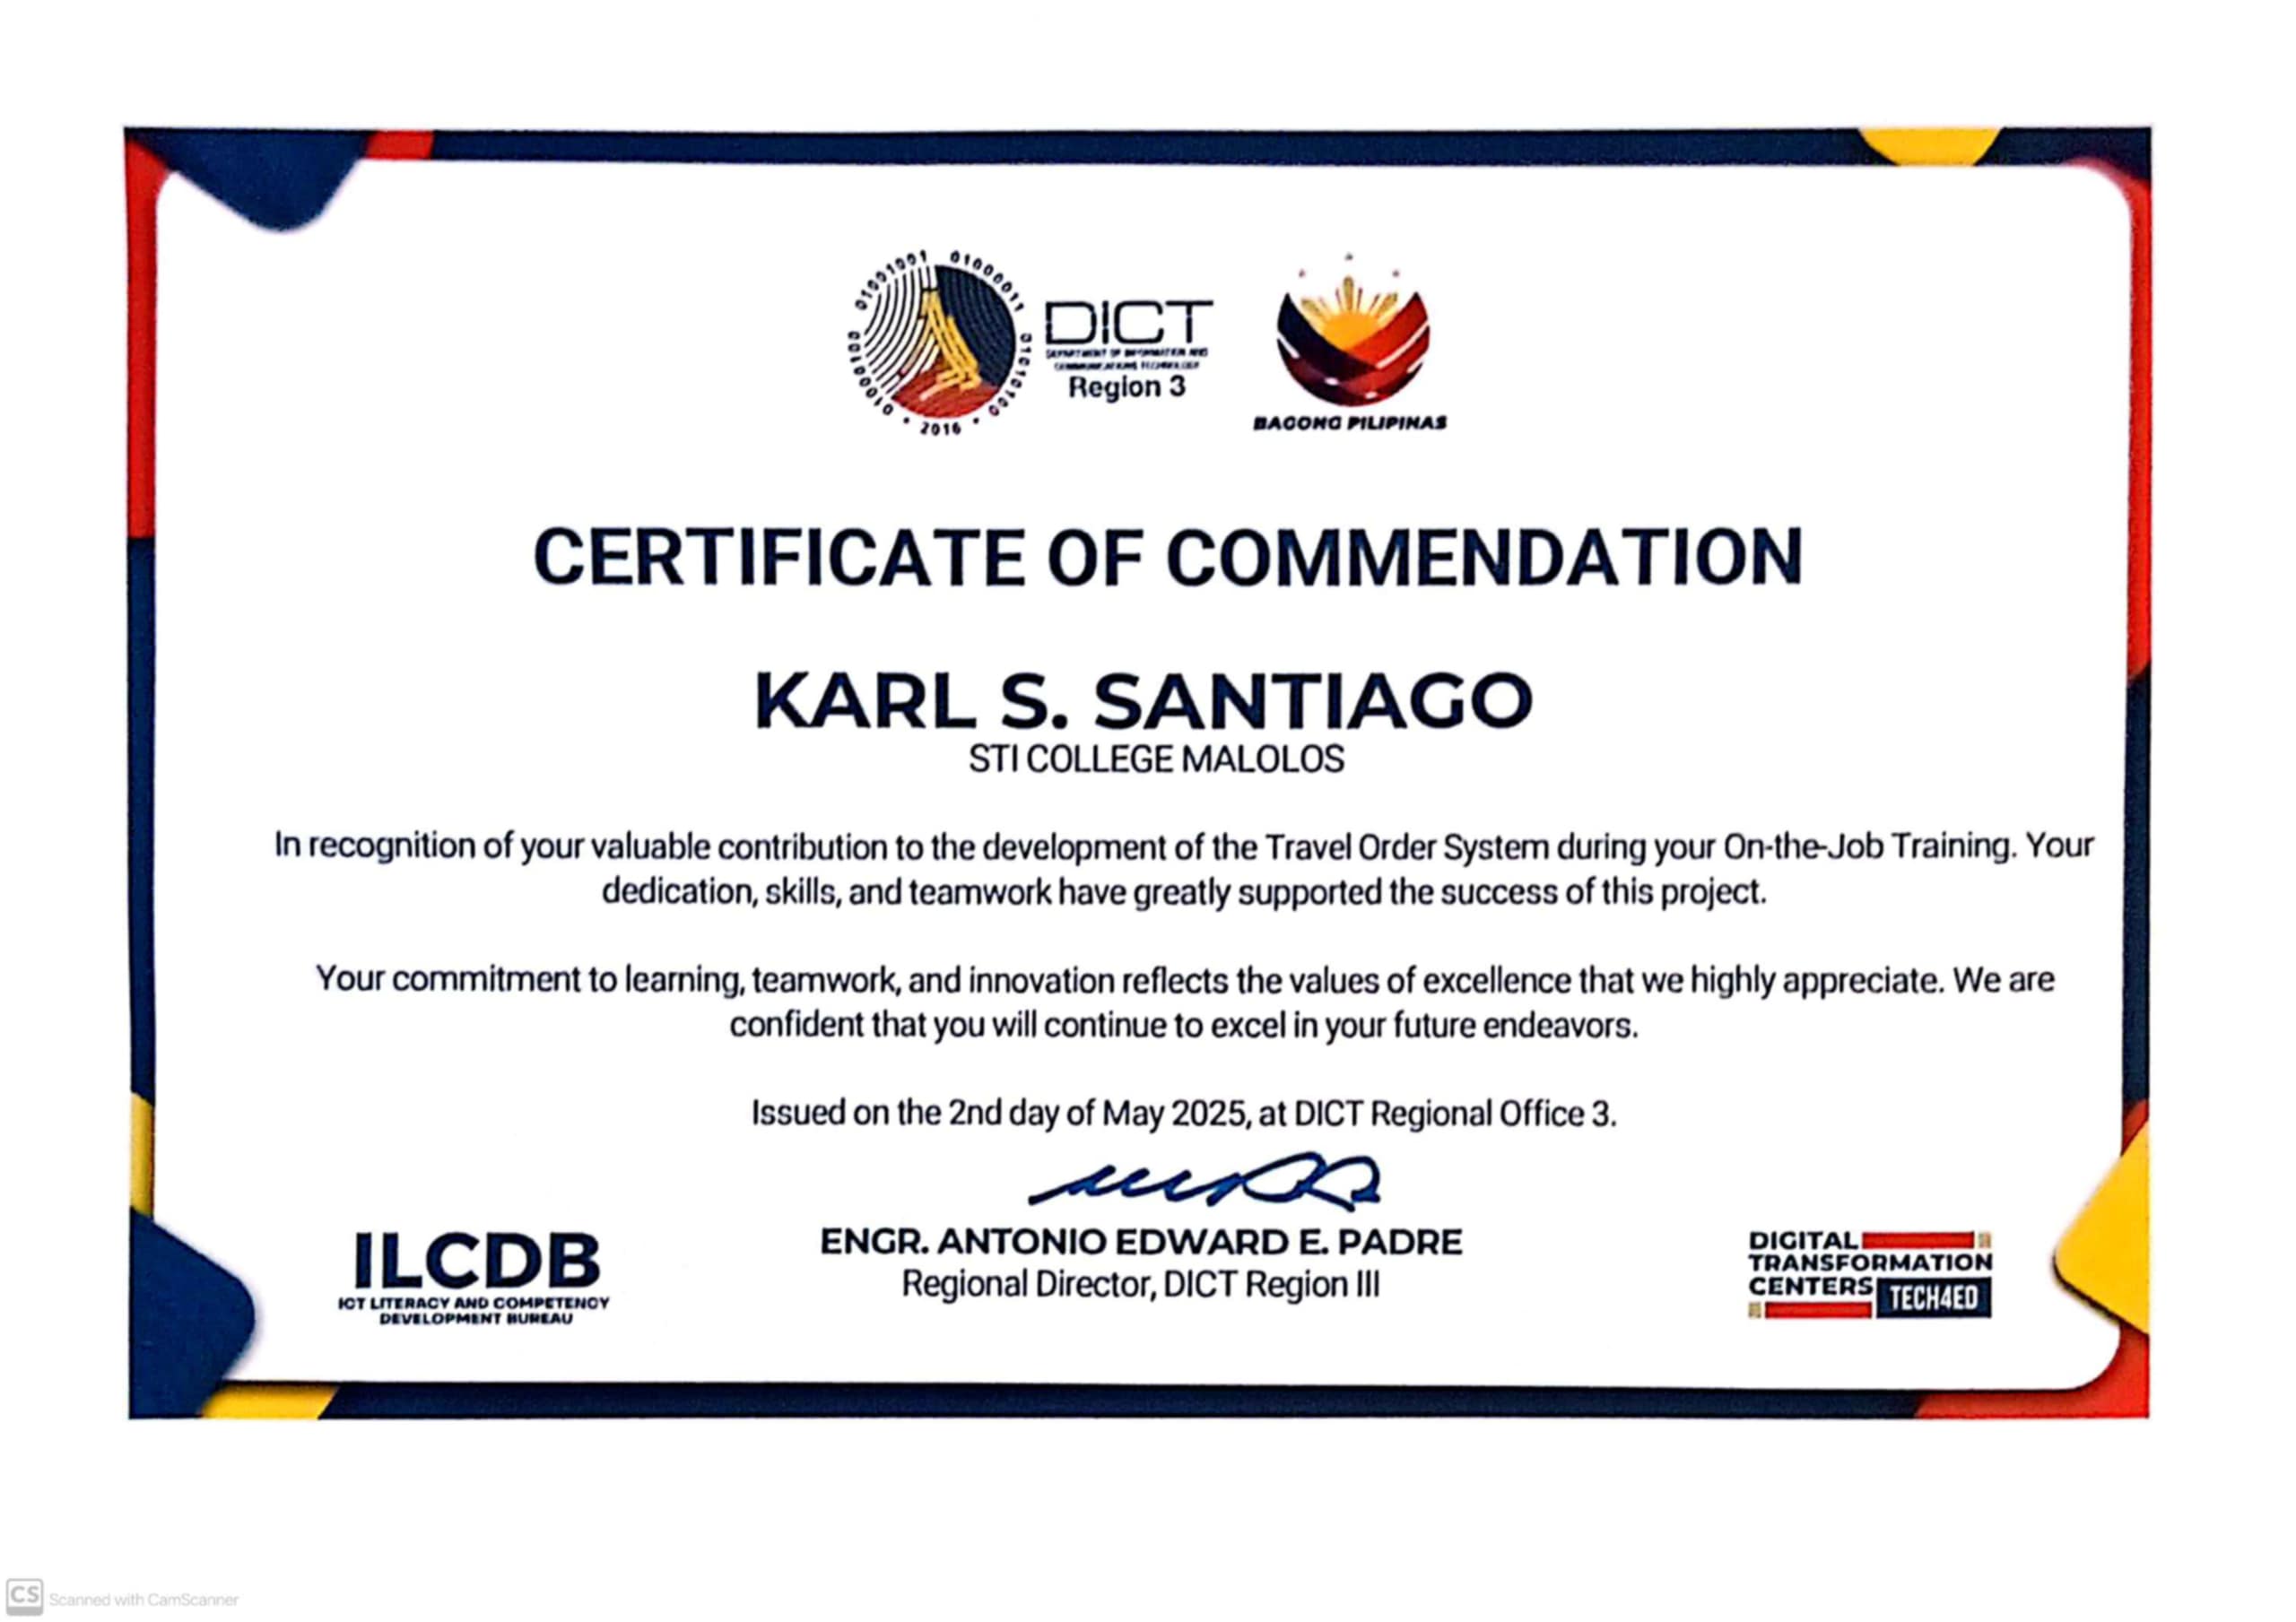 01000100 01001001 01000011 01010100
• 2016 •
DICT
DEPARTMENT OF INFORMATION AND
COMMUNICATIONS TECHNOLOGY
Region 3
BAGONG PILIPINAS
CERTIFICATE OF COMMENDATION
KARL S. SANTIAGO
STI COLLEGE MALOLOS
In recognition of your valuable contribution to the development of the Travel Order System during your On-the-Job Training. Your
dedication, skills, and teamwork have greatly supported the success of this project.
Your commitment to learning, teamwork, and innovation reflects the values of excellence that we highly appreciate. We are
confident that you will continue to excel in your future endeavors.
Issued on the 2nd day of May 2025, at DICT Regional Office 3.
ENGR. ANTONIO EDWARD E. PADRE
Regional Director, DICT Region III
ILCDB
ICT LITERACY AND COMPETENCY
DEVELOPMENT BUREAU
DIGITAL
TRANSFORMATION
CENTERS
TECH4ED
CS Scanned with CamScanner